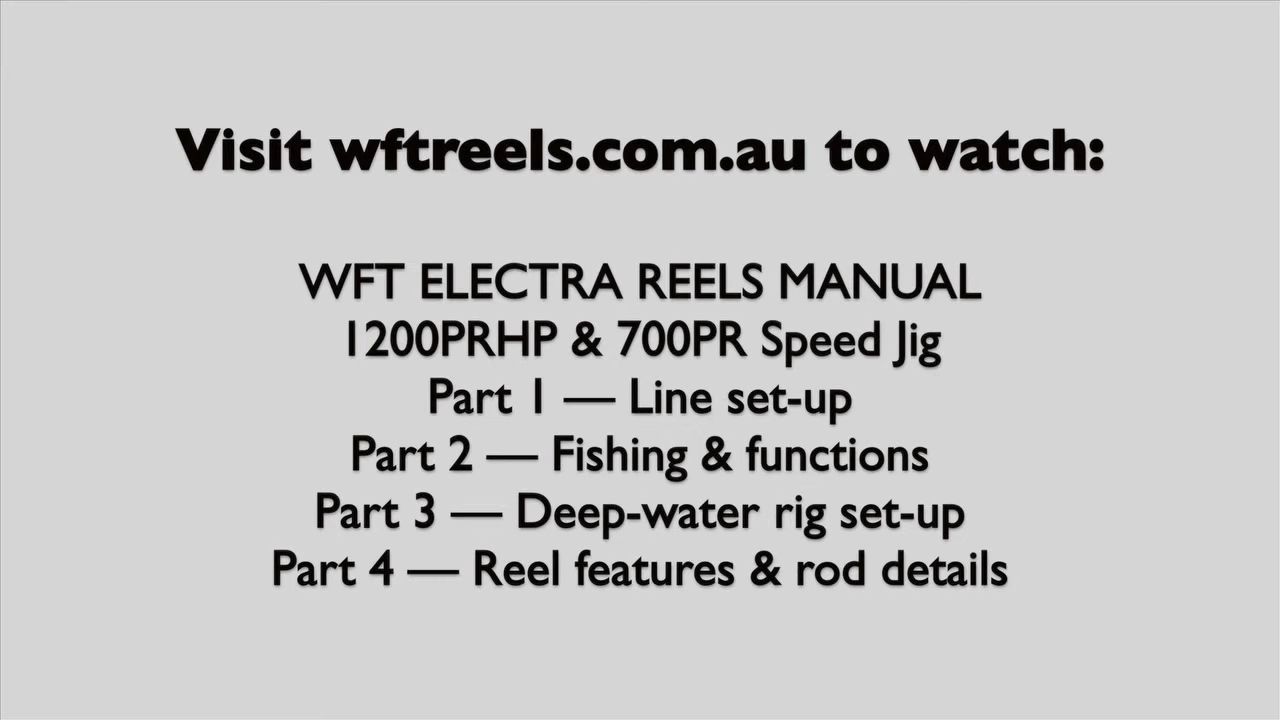 Visit wftreels.com.au to watch:
WFT ELECTRA REELS MANUAL
1200PRHP & 700PR Speed Jig
Part 1 — Line set-up
Part 2 — Fishing & functions
Part 3 — Deep-water rig set-up
Part 4 — Reel features & rod details